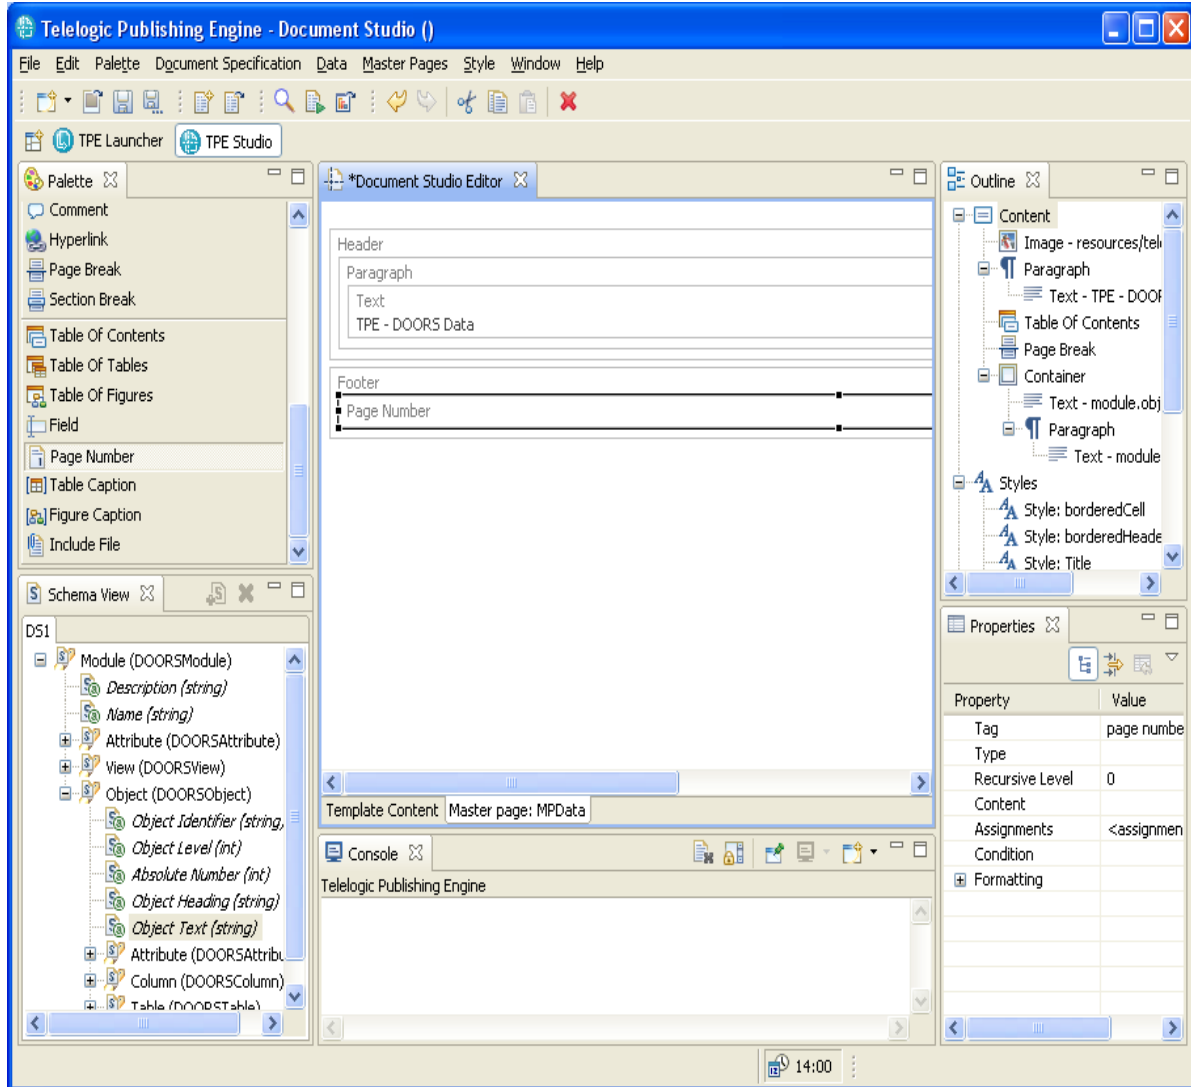 Telelogic Publishing Engine - Document Studio ()
File Edit Palette Document Specification Data Master Pages Style Window Help
TPE Launcher TPE Studio
Palette
Comment
Hyperlink
Page Break
Section Break
Table Of Contents
Table Of Tables
Table Of Figures
Field
Page Number
Table Caption
Figure Caption
Include File
*Document Studio Editor
Header
Paragraph
Text
TPE - DOORS Data
Footer
Page Number
Template Content Master page: MPData
Outline
Content
Image - resources/tel
Paragraph
Text - TPE - DOOR
Table Of Contents
Page Break
Container
Text - module.obj
Paragraph
Text - module
Styles
Style: borderedCell
Style: borderedHeade
Style: Title
Schema View
DS1
Module (DOORSModule)
Description (string)
Name (string)
Attribute (DOORSAttribute)
View (DOORSView)
Object (DOORSObject)
Object Identifier (string,
Object Level (int)
Absolute Number (int)
Object Heading (string)
Object Text (string)
Attribute (DOORSAttribu
Column (DOORSColumn)
Table (DOORSTable)
Console
Telelogic Publishing Engine
Properties
Property Value
Tag page numbe
Type
Recursive Level 0
Content
Assignments <assignmen
Condition
Formatting
14:00